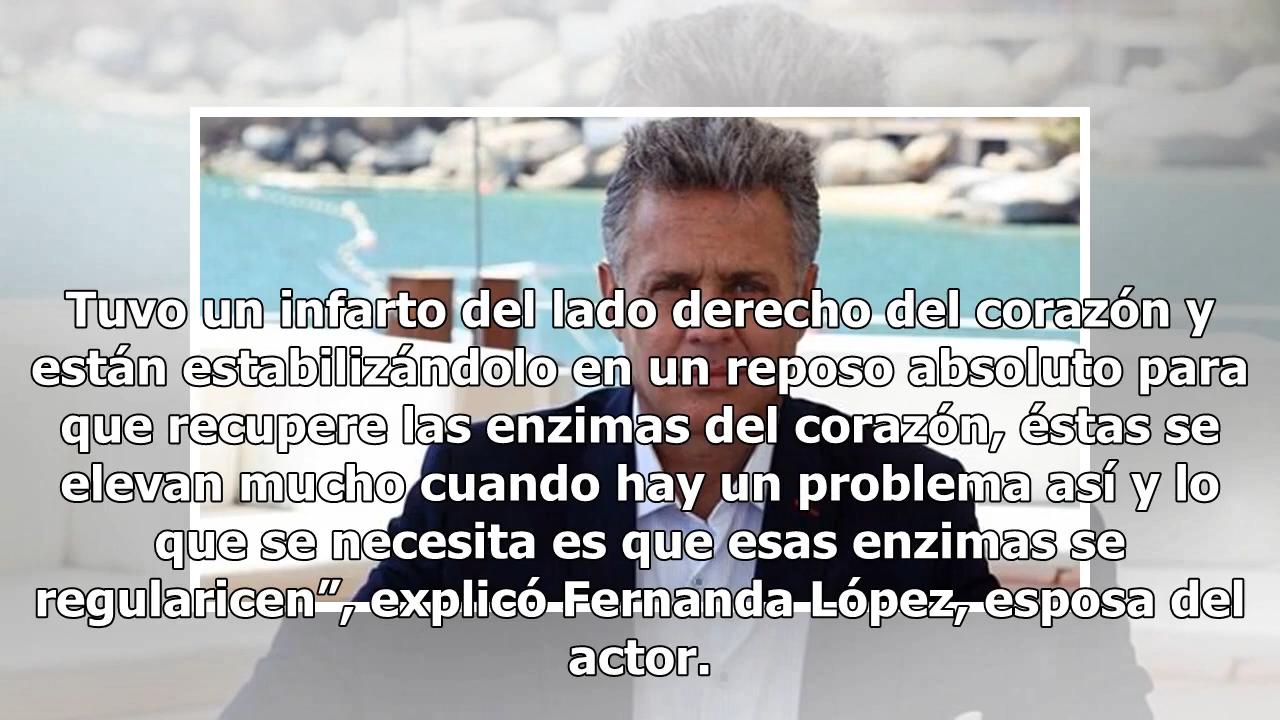 Tuvo un infarto del lado derecho del corazón y
están estabilizándolo en un reposo absoluto para
que recupere las enzimas del corazón, éstas se
elevan mucho cuando hay un problema así y lo
que se necesita es que esas enzimas se
regularicen”, explicó Fernanda López, esposa del
actor.